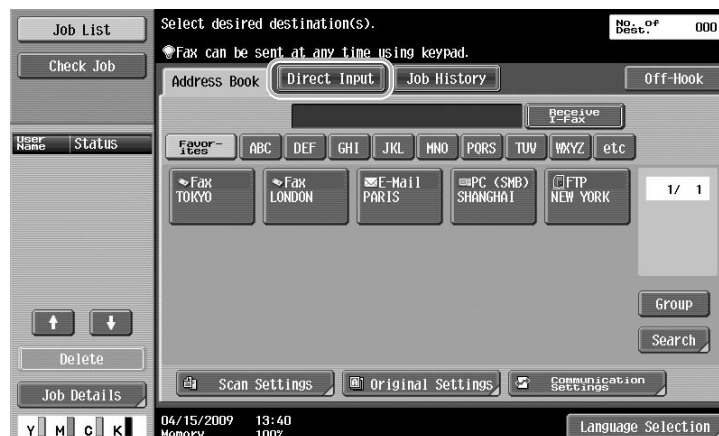 Job List
Check Job
User Name Status
Delete
Job Details
Y M C K
Select desired destination(s).
No. of Dest. 000
Fax can be sent at any time using keypad.
Address Book Direct Input Job History Off-Hook
Receive I-Fax
Favor-ites ABC DEF GHI JKL MNO PQRS TUV WXYZ etc
Fax Fax E-Mail PC (SMB) FTP
TOKYO LONDON PARIS SHANGHAI NEW YORK
1/ 1
Group
Search
Scan Settings Original Settings Communication Settings
04/15/2009 13:40
Memory 100%
Language Selection